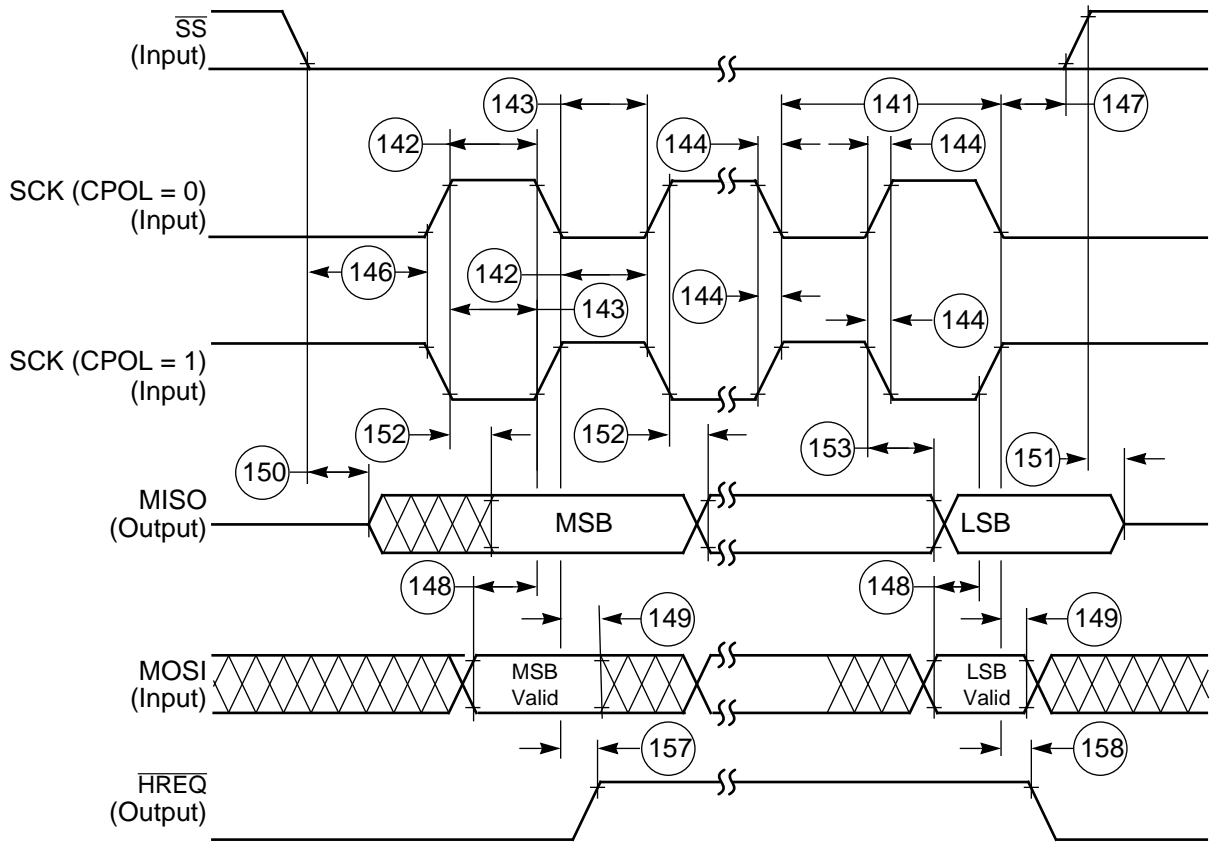 SS
(Input)
143
141
147
142
144
144
SCK (CPOL = 0)
(Input)
146
142
143
144
144
SCK (CPOL = 1)
(Input)
152
152
153
151
150
MISO
(Output)
MSB
LSB
148
148
149
149
MOSI
(Input)
MSB
Valid
LSB
Valid
157
158
HREQ
(Output)